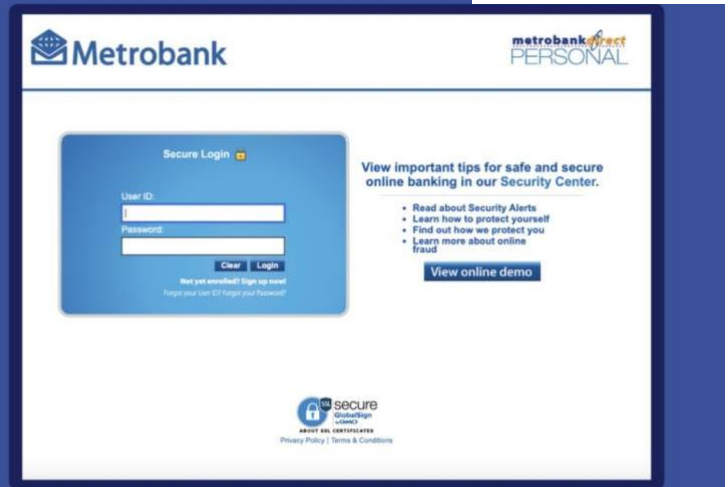 Metrobank
metrobankdirect
PERSONAL
Secure Login
User ID:
Password:
Clear
Login
Not yet enrolled? Sign up now!
Forgot your User ID? Forgot your Password?
View important tips for safe and secure
online banking in our Security Center.
• Read about Security Alerts
• Learn how to protect yourself
• Find out how we protect you
• Learn more about online
fraud
View online demo
SSL
secure
GlobalSign
by GMO
ABOUT SSL CERTIFICATES
Privacy Policy | Terms & Conditions